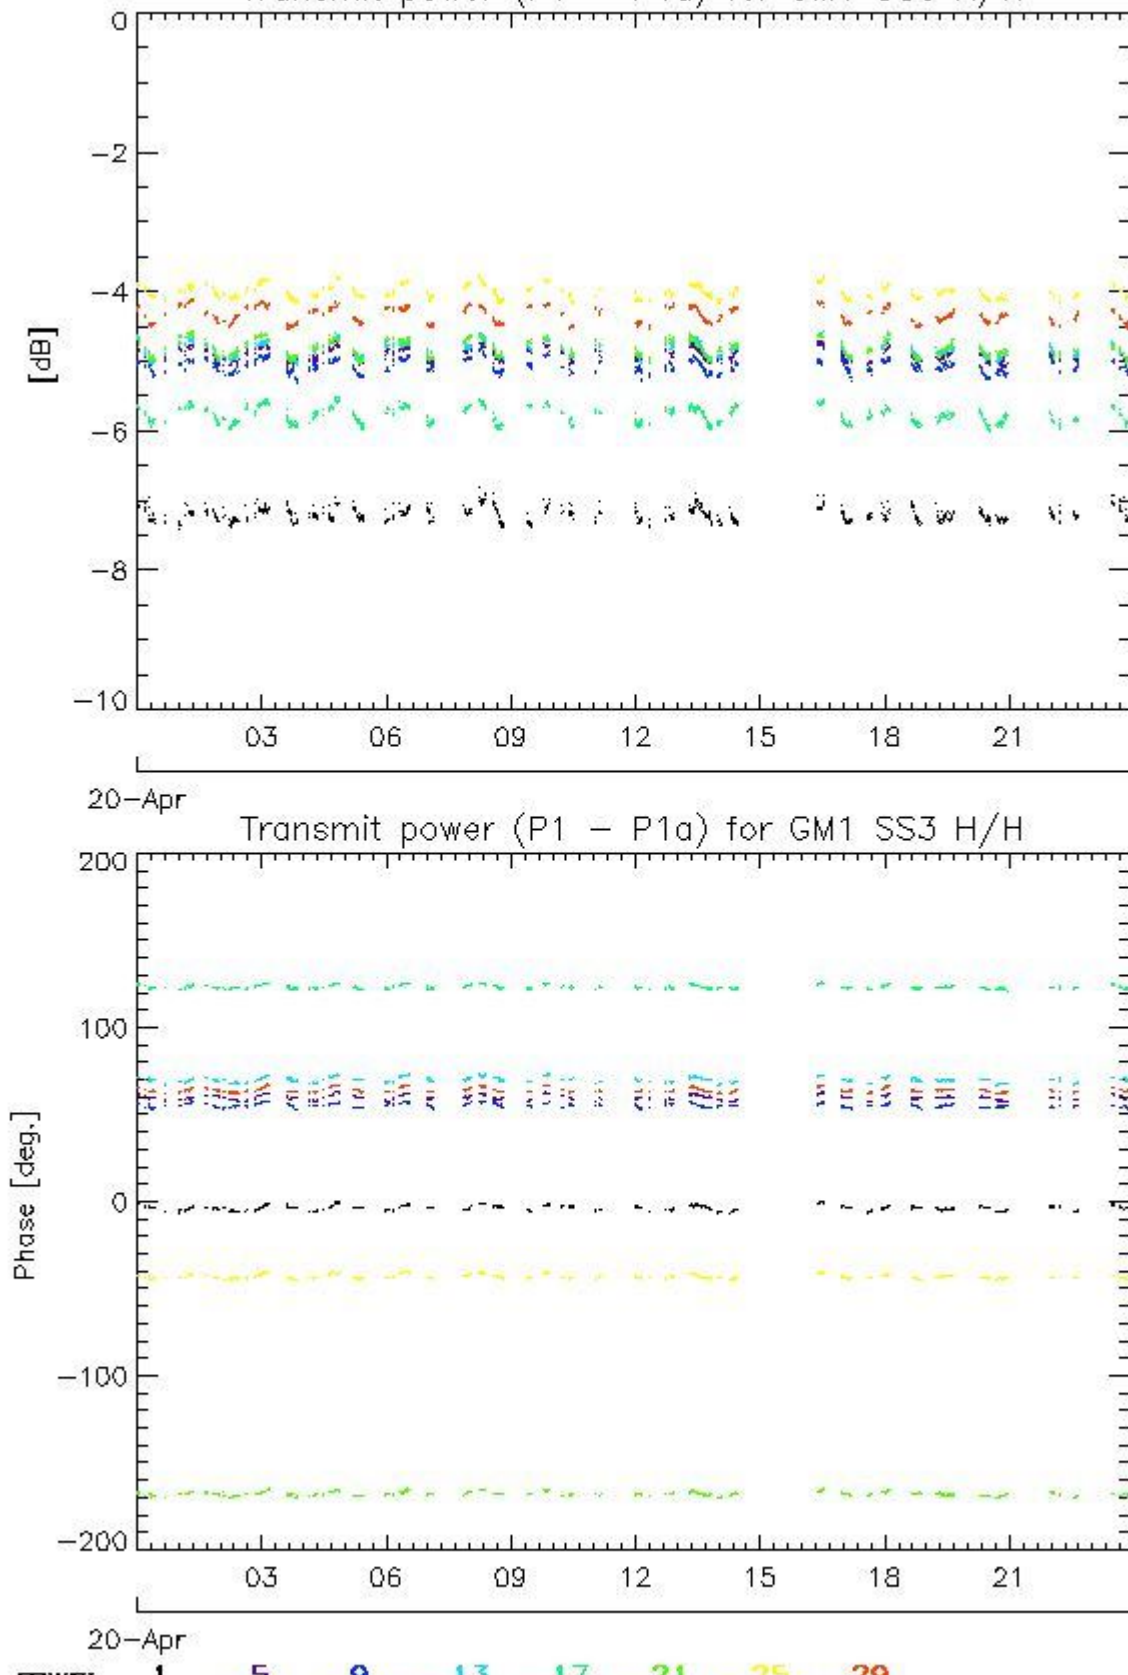 0
−2
−4
[dB]
−6
−8
−10
03 06 09 12 15 18 21
20−Apr
Transmit power (P1 − P1a) for GM1 SS3 H/H
200
100
Phase [deg.]
0
−100
−200
03 06 09 12 15 18 21
20−Apr
1 5 9 13 17 21 25 29